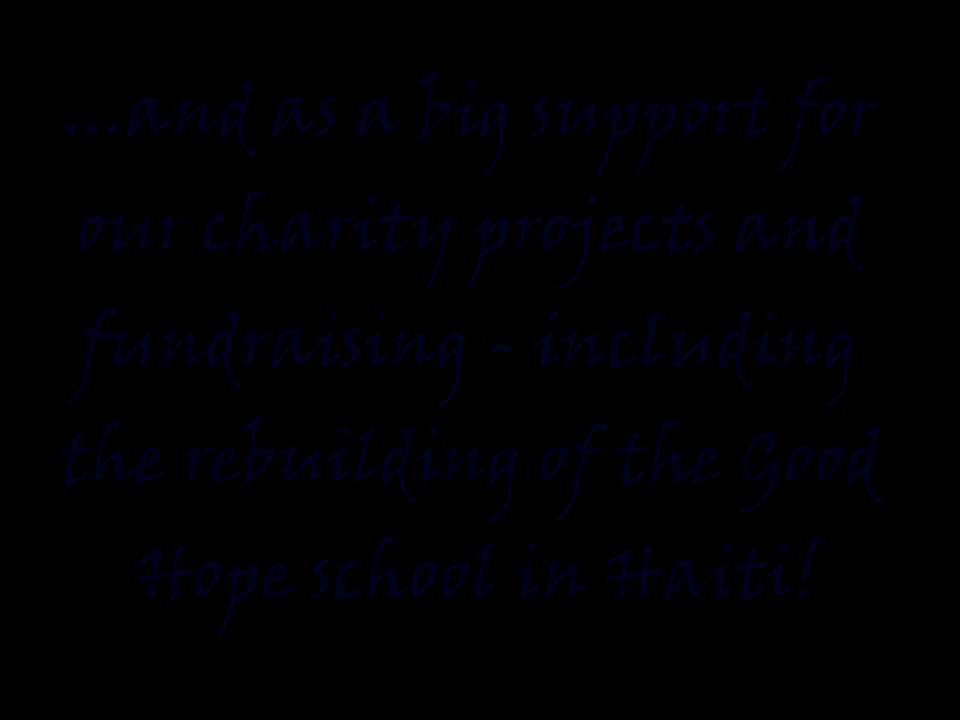 ...and as a big support for
our charity projects and
fundraising - including
the rebuilding of the Good
Hope school in Haiti!